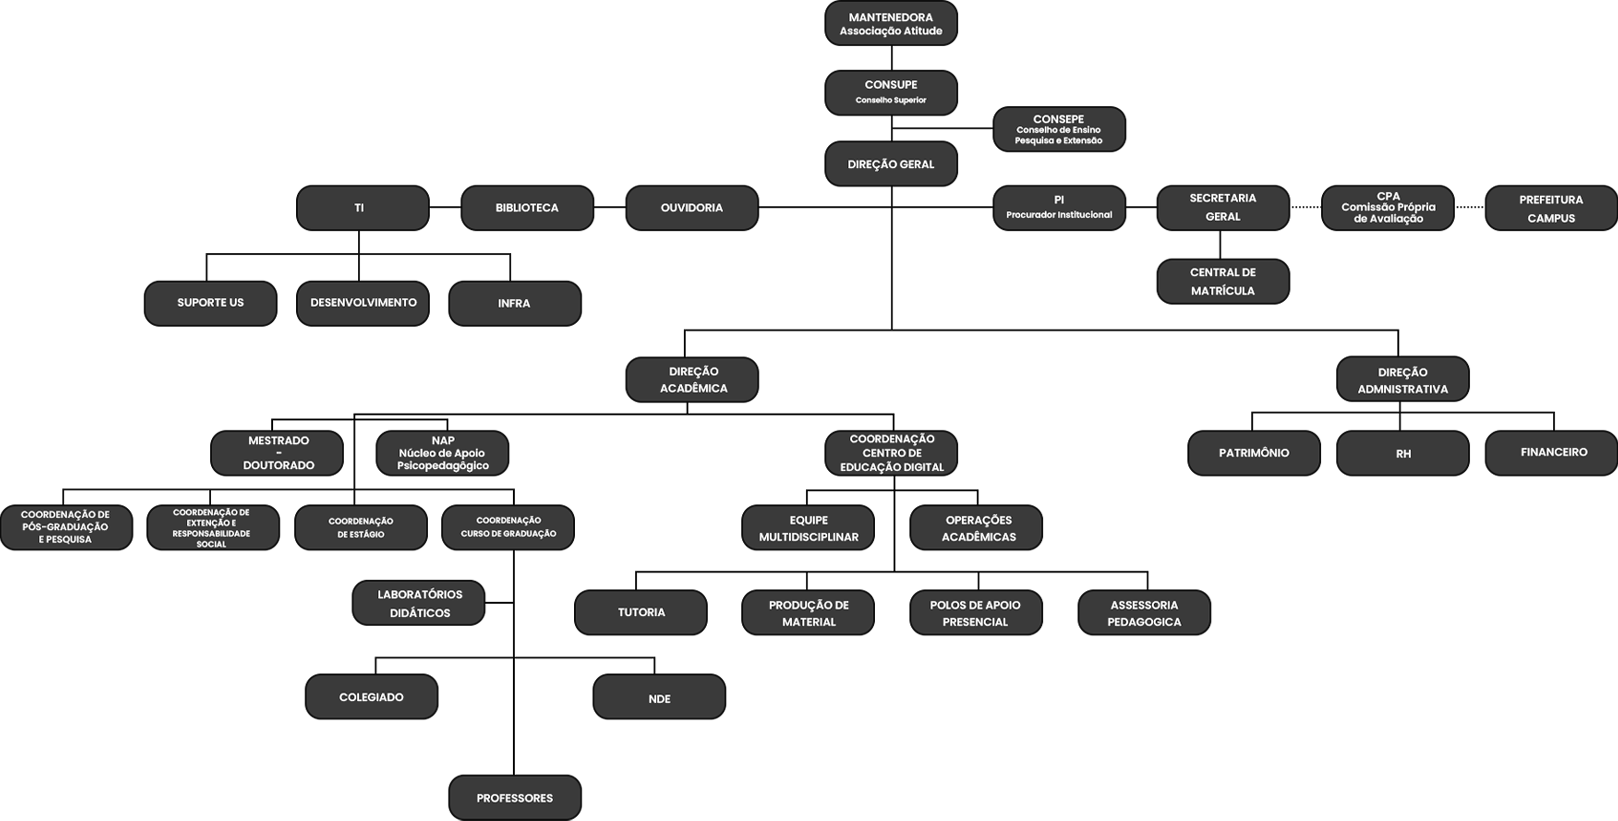 MANTENEDORA
Associação Atitude
CONSUPE
Conselho Superior
CONSEPE
Conselho de Ensino
Pesquisa e Extensão
DIREÇÃO GERAL
TI
BIBLIOTECA
OUVIDORIA
PI
Procurador Institucional
SECRETARIA
GERAL
CPA
Comissão Própria
de Avaliação
PREFEITURA
CAMPUS
SUPORTE US
DESENVOLVIMENTO
INFRA
CENTRAL DE
MATRÍCULA
DIREÇÃO
ACADÊMICA
DIREÇÃO
ADMNISTRATIVA
MESTRADO
-
DOUTORADO
NAP
Núcleo de Apoio
Psicopedagôgico
COORDENAÇÃO
CENTRO DE
EDUCAÇÃO DIGITAL
PATRIMÔNIO
RH
FINANCEIRO
COORDENAÇÃO DE
PÓS-GRADUAÇÃO
E PESQUISA
COORDENAÇÃO DE
EXTENÇÃO E
RESPONSABILIDADE
SOCIAL
COORDENAÇÃO
DE ESTÁGIO
COORDENAÇÃO
CURSO DE GRADUAÇÃO
EQUIPE
MULTIDISCIPLINAR
OPERAÇÕES
ACADÊMICAS
LABORATÓRIOS
DIDÁTICOS
TUTORIA
PRODUÇÃO DE
MATERIAL
POLOS DE APOIO
PRESENCIAL
ASSESSORIA
PEDAGOGICA
COLEGIADO
NDE
PROFESSORES